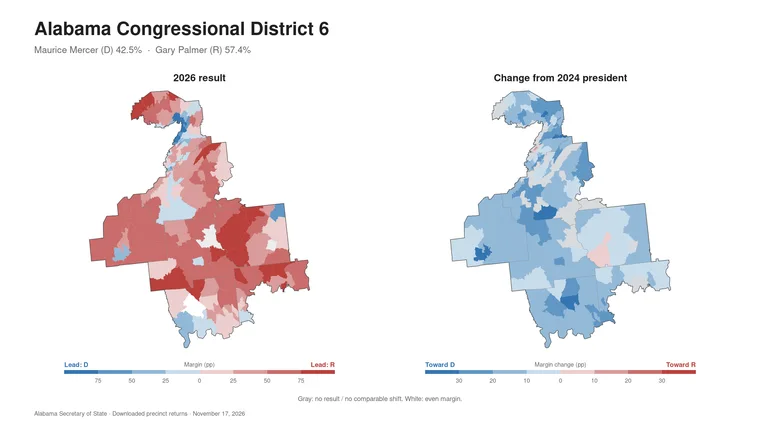 Alabama Congressional District 6
Maurice Mercer (D) 42.5% · Gary Palmer (R) 57.4%
2026 result
Change from 2024 president
Lead: D Margin (pp) Lead: R
75 50 25 0 25 50 75
Toward D Margin change (pp) Toward R
30 20 10 0 10 20 30
Gray: no result / no comparable shift. White: even margin.
Alabama Secretary of State · Downloaded precinct returns · November 17, 2026